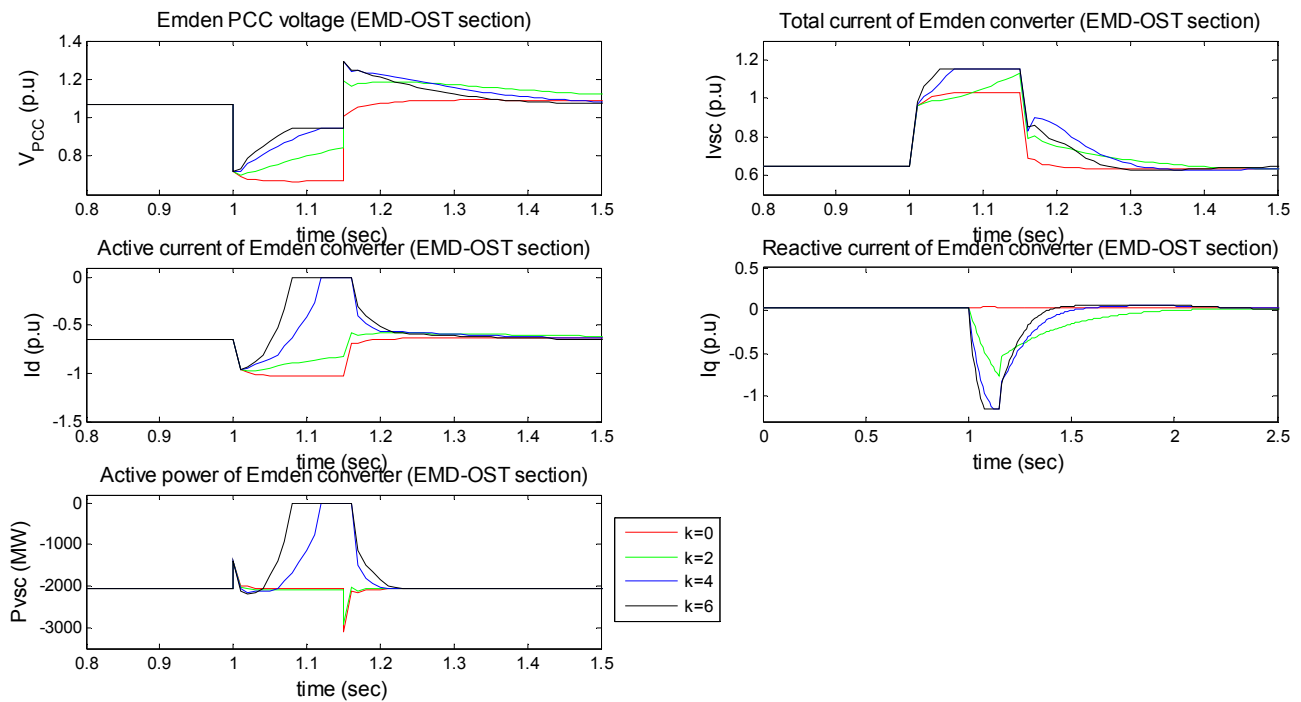 Emden PCC voltage (EMD-OST section)
1.4
1.2
1
0.8
V_PCC (p.u)
0.8 0.9 1 1.1 1.2 1.3 1.4 1.5
time (sec)
Total current of Emden converter (EMD-OST section)
1.2
1
0.8
0.6
Ivsc (p.u)
0.8 0.9 1 1.1 1.2 1.3 1.4 1.5
time (sec)
Active current of Emden converter (EMD-OST section)
0
-0.5
-1
-1.5
Id (p.u)
0.8 0.9 1 1.1 1.2 1.3 1.4 1.5
time (sec)
Reactive current of Emden converter (EMD-OST section)
0.5
0
-0.5
-1
Iq (p.u)
0 0.5 1 1.5 2 2.5
time (sec)
Active power of Emden converter (EMD-OST section)
0
-1000
-2000
-3000
Pvsc (MW)
0.8 0.9 1 1.1 1.2 1.3 1.4 1.5
time (sec)
k=0
k=2
k=4
k=6